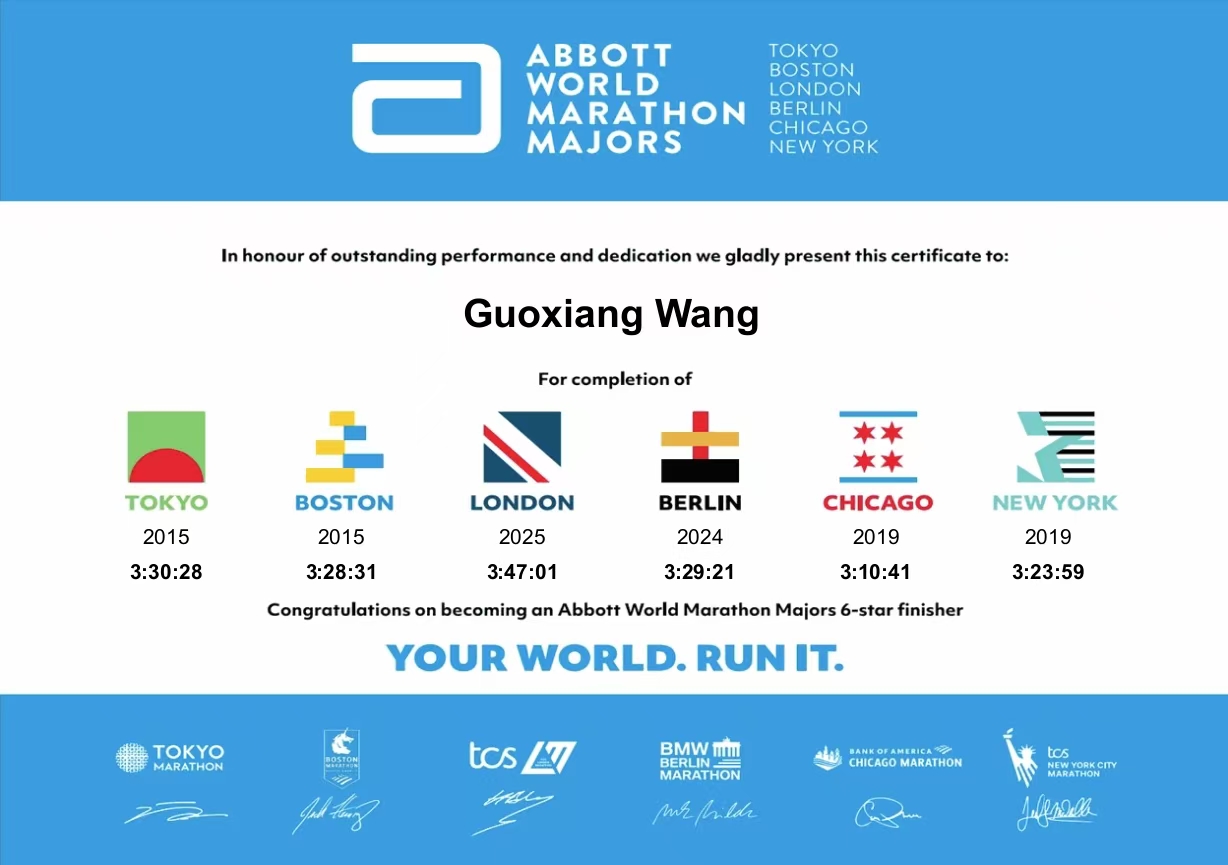 ABBOTT
WORLD
MARATHON
MAJORS
TOKYO
BOSTON
LONDON
BERLIN
CHICAGO
NEW YORK
In honour of outstanding performance and dedication we gladly present this certificate to:
Guoxiang Wang
For completion of
TOKYO BOSTON LONDON BERLIN CHICAGO NEW YORK
2015 2015 2025 2024 2019 2019
3:30:28 3:28:31 3:47:01 3:29:21 3:10:41 3:23:59
Congratulations on becoming an Abbott World Marathon Majors 6-star finisher
YOUR WORLD. RUN IT.
TOKYO
MARATHON
BOSTON
MARATHON
tcs
BMW
BERLIN
MARATHON
BANK OF AMERICA
CHICAGO MARATHON
tcs
NEW YORK CITY
MARATHON